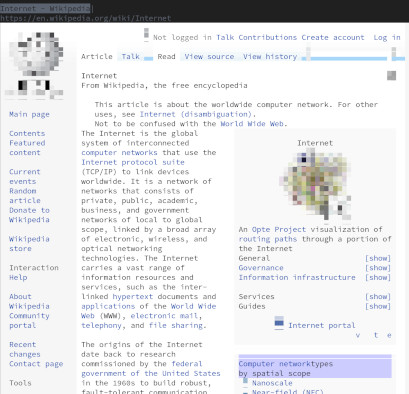 Internet - Wikipedia
https://en.wikipedia.org/wiki/Internet
Not logged in Talk Contributions Create account Log in
Article Talk Read View source View history
Internet
From Wikipedia, the free encyclopedia
This article is about the worldwide computer network. For other
uses, see Internet (disambiguation).
Not to be confused with the World Wide Web.
Main page
Contents
Featured
content
Current
events
Random
article
Donate to
Wikipedia
Wikipedia
store
Interaction
Help
About
Wikipedia
Community
portal
Recent
changes
Contact page
Tools
The Internet is the global
system of interconnected
computer networks that use the
Internet protocol suite
(TCP/IP) to link devices
worldwide. It is a network of
networks that consists of
private, public, academic,
business, and government
networks of local to global
scope, linked by a broad array
of electronic, wireless, and
optical networking
technologies. The Internet
carries a vast range of
information resources and
services, such as the inter-
linked hypertext documents and
applications of the World Wide
Web (WWW), electronic mail,
telephony, and file sharing.
The origins of the Internet
date back to research
commissioned by the federal
government of the United States
in the 1960s to build robust,
fault-tolerant communication
Internet
An Opte Project visualization of
routing paths through a portion of
the Internet
General [show]
Governance [show]
Information infrastructure [show]
Services [show]
Guides [show]
Internet portal
v t e
Computer networktypes
by spatial scope
Nanoscale
Near-field (NFC)